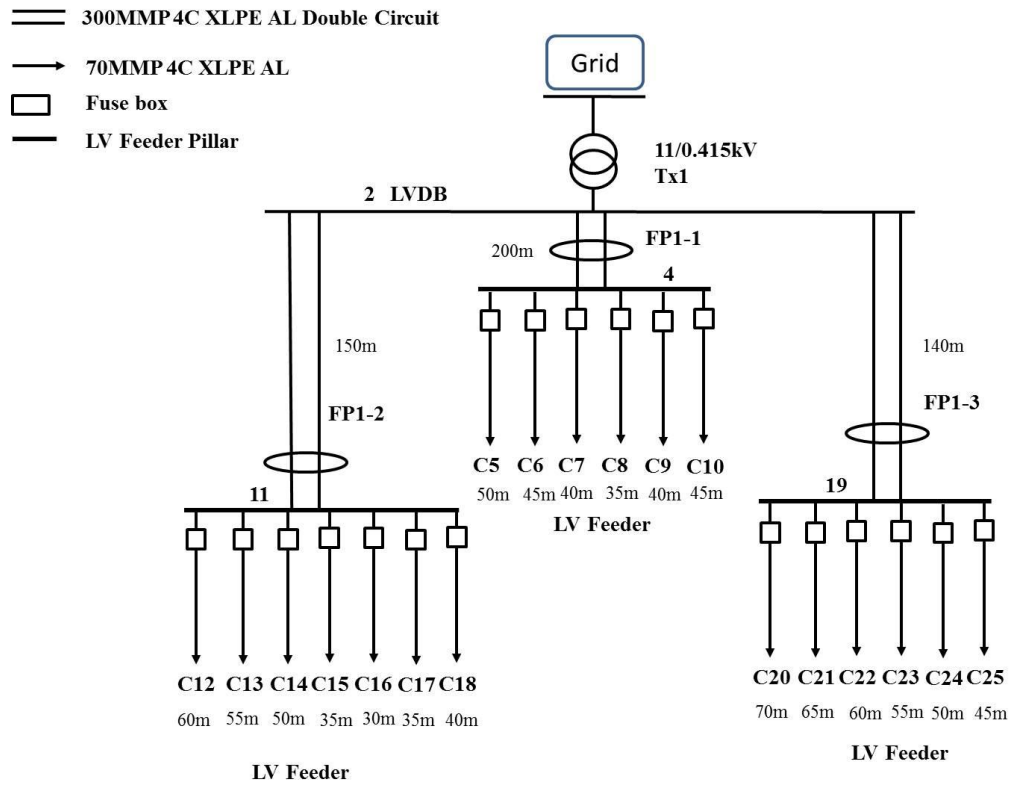 300MMP 4C XLPE AL Double Circuit
70MMP 4C XLPE AL
Fuse box
LV Feeder Pillar
Grid
11/0.415kV
Tx1
2 LVDB
FP1-1
200m
4
150m
140m
FP1-2
FP1-3
C5 C6 C7 C8 C9 C10
50m 45m 40m 35m 40m 45m
LV Feeder
11
19
C12 C13 C14 C15 C16 C17 C18
60m 55m 50m 35m 30m 35m 40m
LV Feeder
C20 C21 C22 C23 C24 C25
70m 65m 60m 55m 50m 45m
LV Feeder